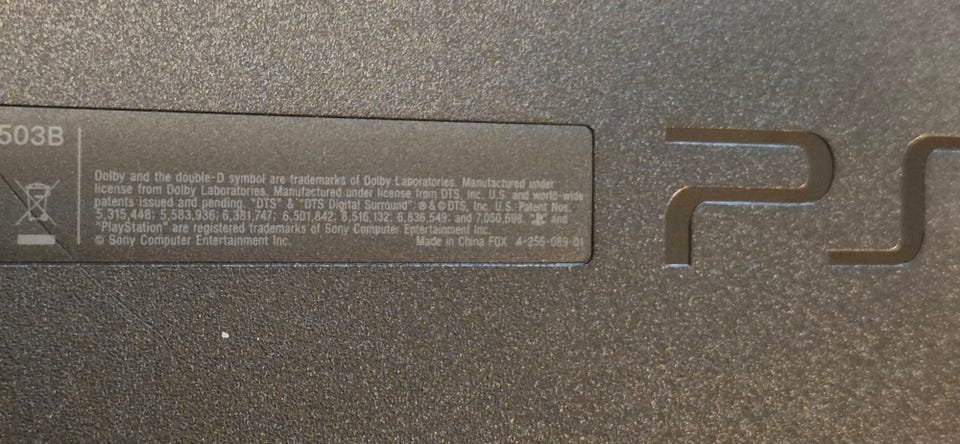 503B
Dolby and the double-D symbol are trademarks of Dolby Laboratories. Manufactured under
license from Dolby Laboratories. Manufactured under license from DTS, Inc. U.S and world-wide
patents issued and pending. "DTS" & "DTS Digital Surround" ® & © DTS, Inc. U.S. Patent Nos.
5,315,448; 5,583,936; 6,381,747; 6,501,842; 6,516,132; 6,636,549; and 7,050,698. and
"PlayStation" are registered trademarks of Sony Computer Entertainment Inc.
© Sony Computer Entertainment Inc. Made in China FOX 4-256-089-01
PS